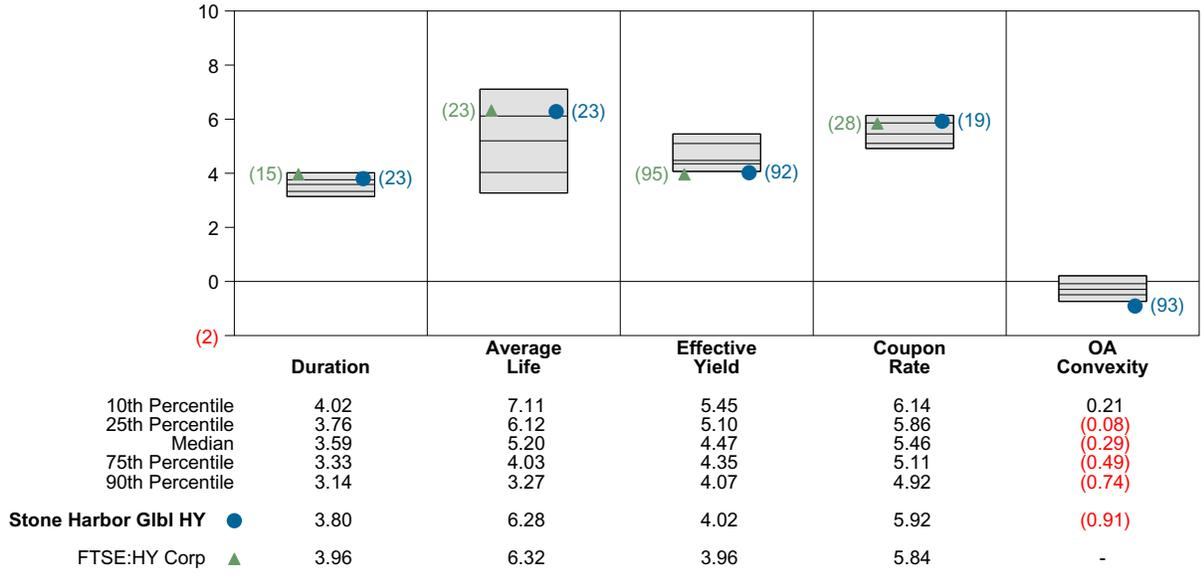 10
8
6
4
2
0
(2)
(15) (23)
(23) (23)
(95) (92)
(28) (19)
(93)
Duration Average Life Effective Yield Coupon Rate OA Convexity
10th Percentile 4.02 7.11 5.45 6.14 0.21
25th Percentile 3.76 6.12 5.10 5.86 (0.08)
Median 3.59 5.20 4.47 5.46 (0.29)
75th Percentile 3.33 4.03 4.35 5.11 (0.49)
90th Percentile 3.14 3.27 4.07 4.92 (0.74)
Stone Harbor Glbl HY 3.80 6.28 4.02 5.92 (0.91)
FTSE:HY Corp 3.96 6.32 3.96 5.84 -